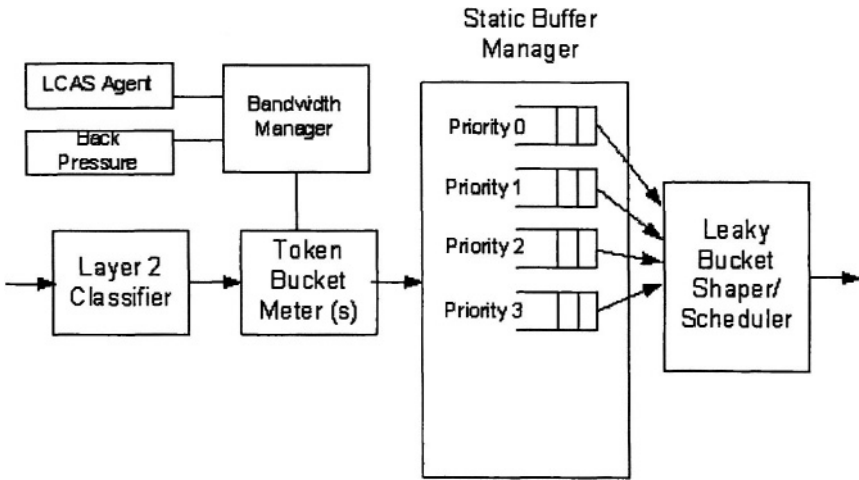 Static Buffer
Manager
LCAS Agent
Bandwidth
Manager
Back
Pressure
Priority 0
Priority 1
Priority 2
Priority 3
Layer 2
Classifier
Token
Bucket
Meter (s)
Leaky
Bucket
Shaper/
Scheduler